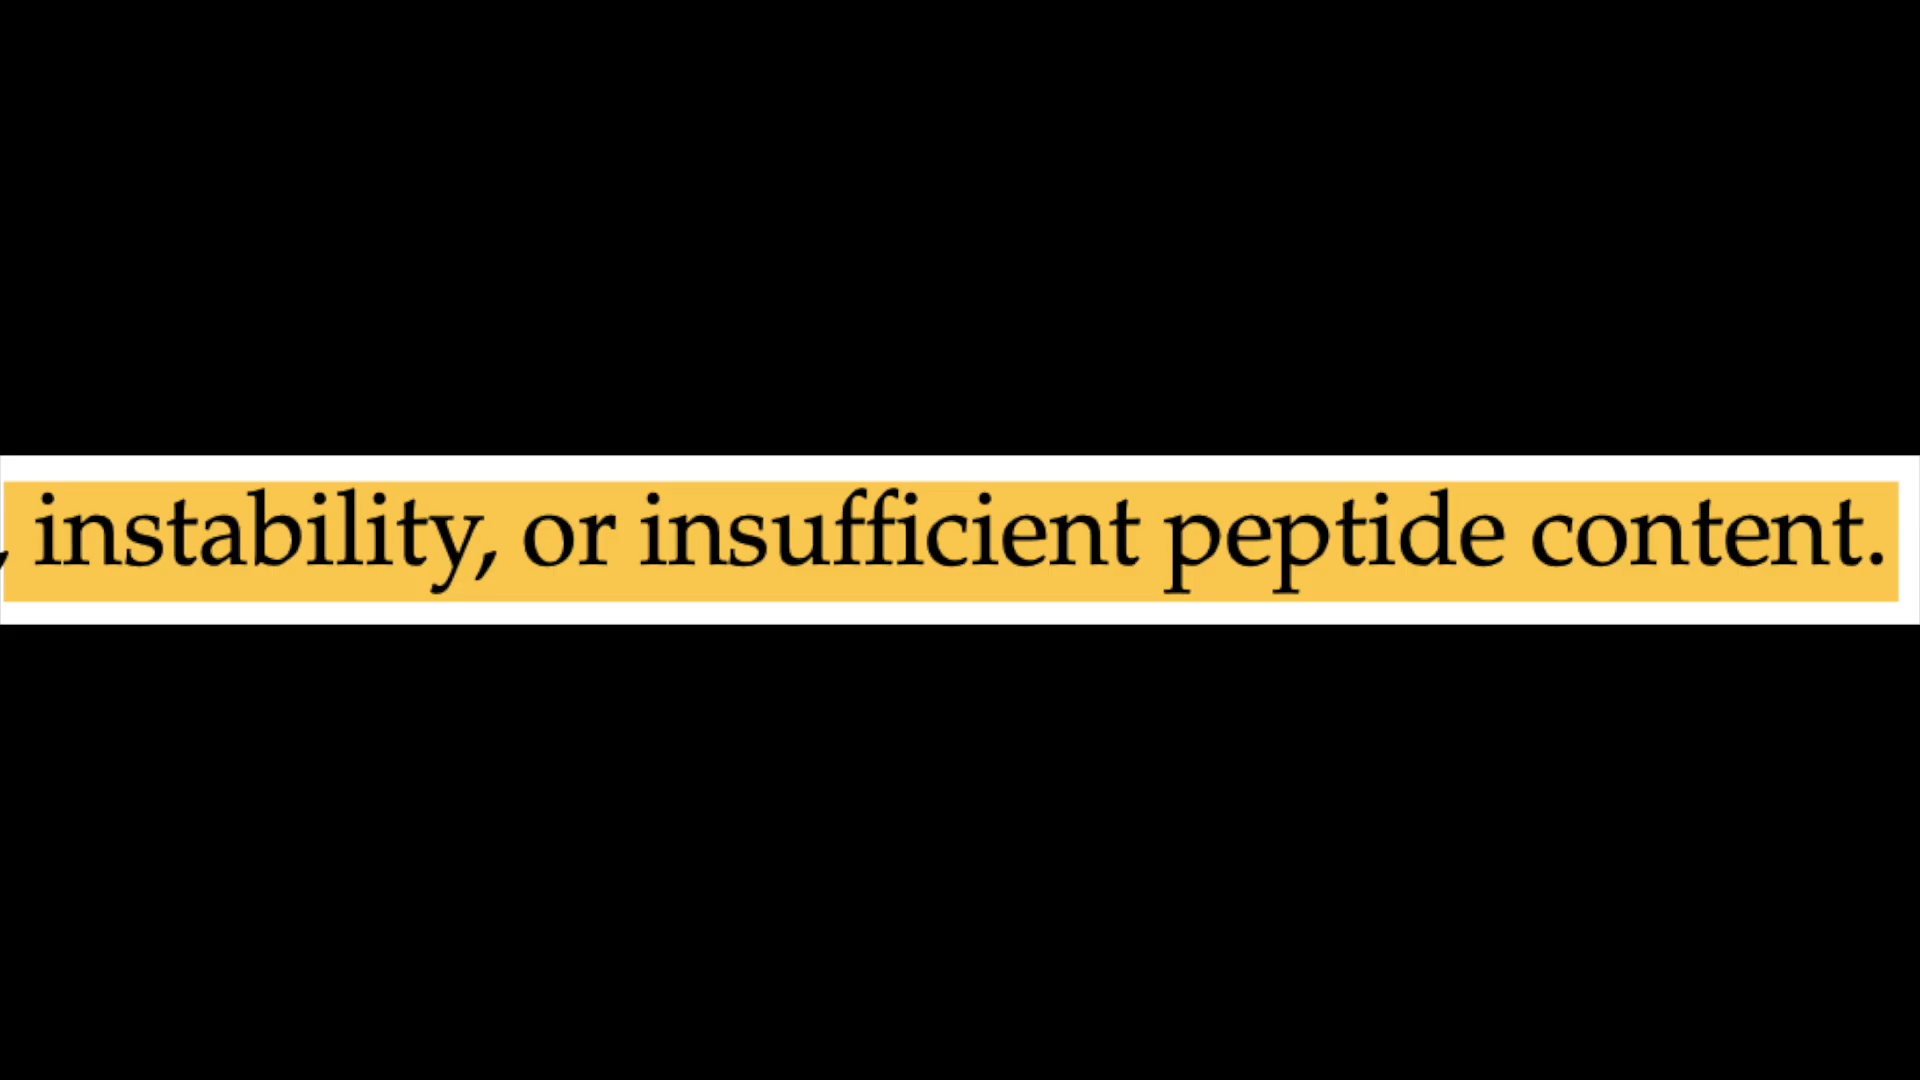 , instability, or insufficient peptide content.